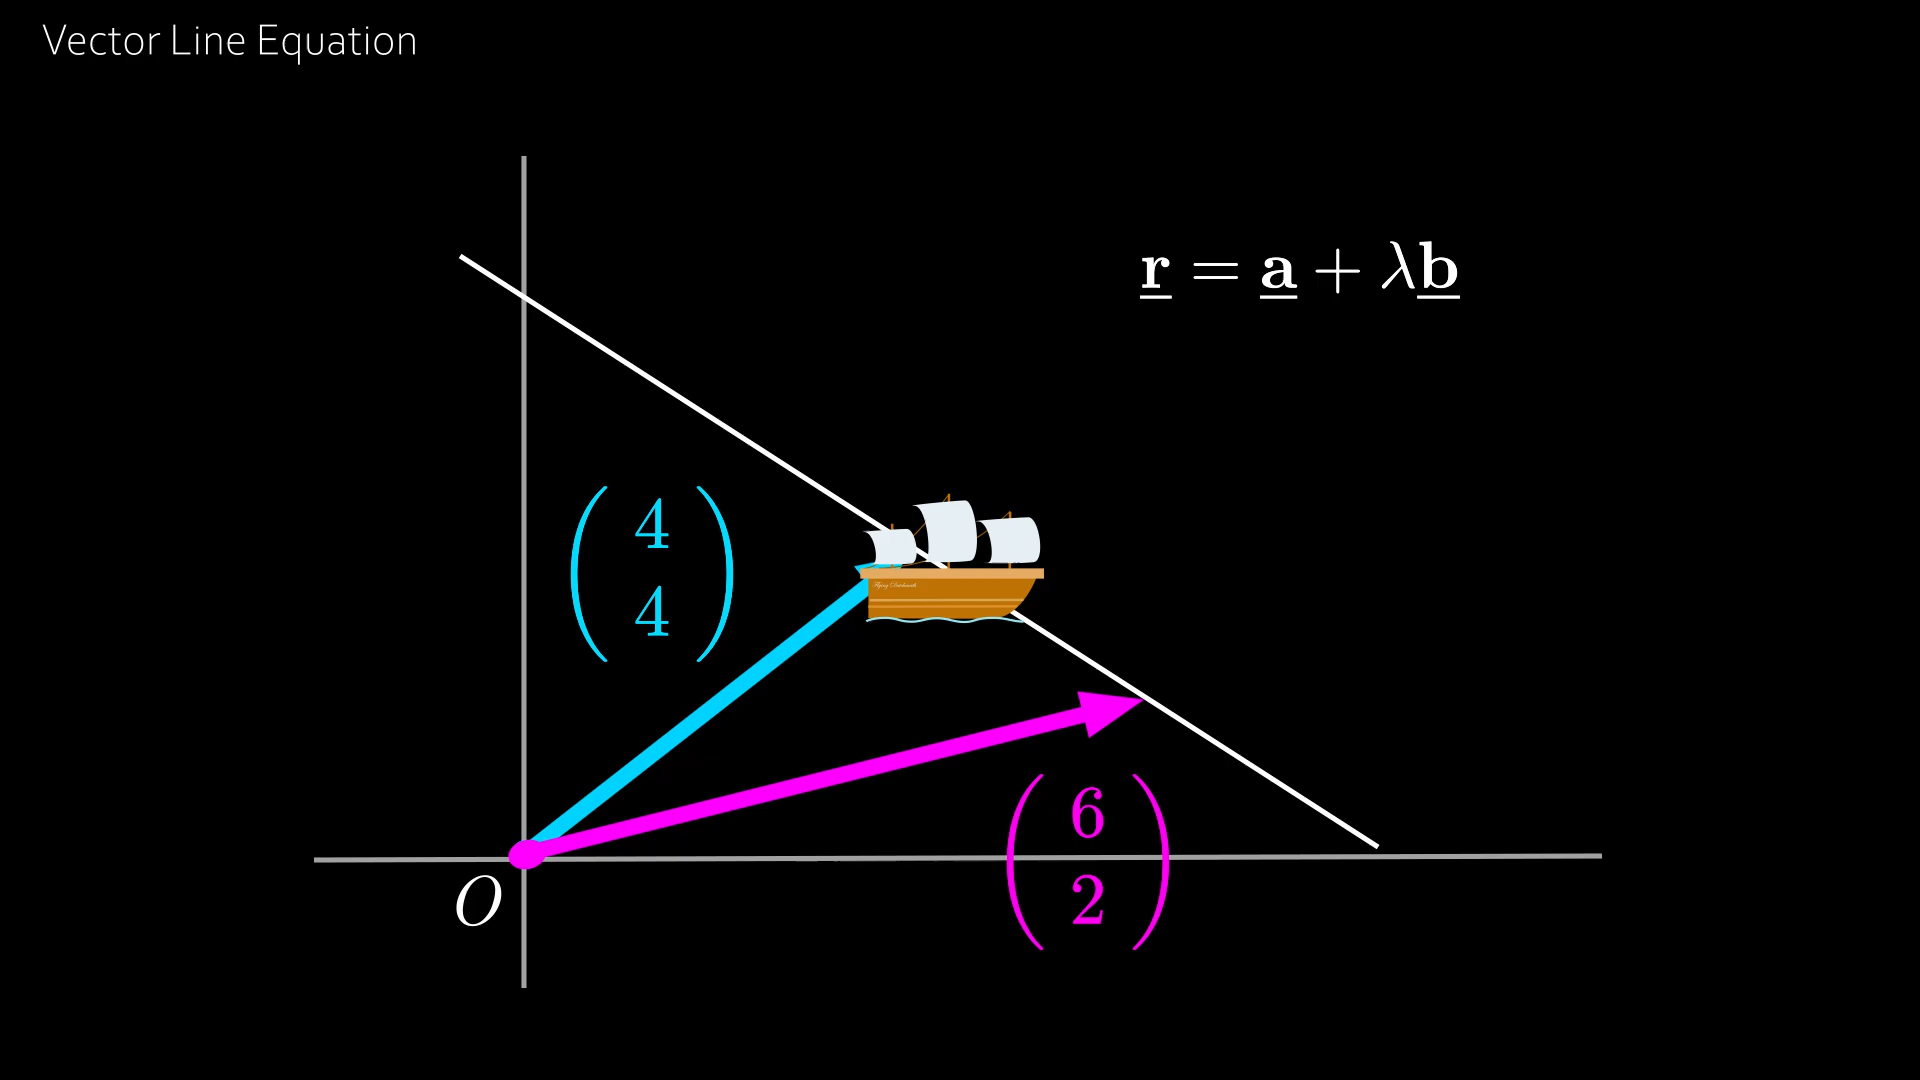 Vector Line Equation
r = a + λb
4
4
6
2
O